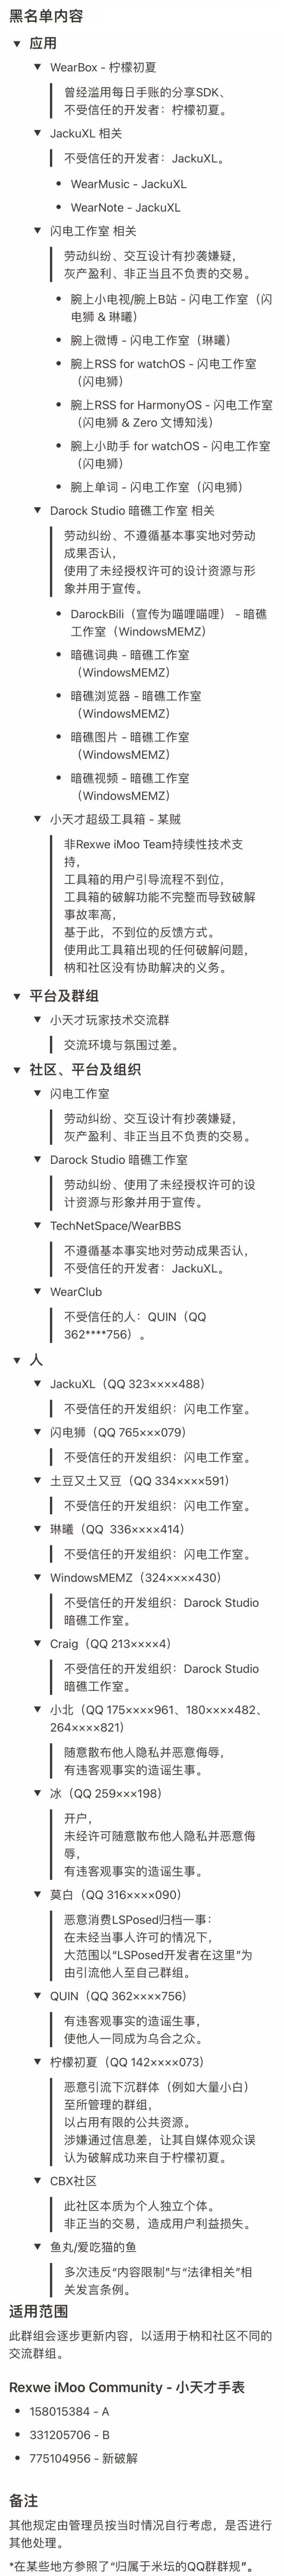 黑名单内容
应用
WearBox - 柠檬初夏
曾经滥用每日手账的分享SDK、
不受信任的开发者：柠檬初夏。
JackuXL 相关
不受信任的开发者：JackuXL。
WearMusic - JackuXL
WearNote - JackuXL
闪电工作室 相关
劳动纠纷、交互设计有抄袭嫌疑，
灰产盈利、非正当且不负责的交易。
腕上小电视/腕上B站 - 闪电工作室（闪
电狮 & 琳曦）
腕上微博 - 闪电工作室（琳曦）
腕上RSS for watchOS - 闪电工作室
（闪电狮）
腕上RSS for HarmonyOS - 闪电工作室
（闪电狮 & Zero 文博知浅）
腕上小助手 for watchOS - 闪电工作室
（闪电狮）
腕上单词 - 闪电工作室（闪电狮）
Darock Studio 暗礁工作室 相关
劳动纠纷、不遵循基本事实地对劳动
成果否认，
使用了未经授权许可的设计资源与形
象并用于宣传。
DarockBili（宣传为喵哩喵哩） - 暗礁
工作室（WindowsMEMZ）
暗礁词典 - 暗礁工作室
（WindowsMEMZ）
暗礁浏览器 - 暗礁工作室
（WindowsMEMZ）
暗礁图片 - 暗礁工作室
（WindowsMEMZ）
暗礁视频 - 暗礁工作室
（WindowsMEMZ）
小天才超级工具箱 - 某贼
非Rexwe iMoo Team持续性技术支
持，
工具箱的用户引导流程不到位，
工具箱的破解功能不完整而导致破解
事故率高，
基于此，不到位的反馈方式。
使用此工具箱出现的任何破解问题，
枘和社区没有协助解决的义务。
平台及群组
小天才玩家技术交流群
交流环境与氛围过差。
社区、平台及组织
闪电工作室
劳动纠纷、交互设计有抄袭嫌疑，
灰产盈利、非正当且不负责的交易。
Darock Studio 暗礁工作室
劳动纠纷、使用了未经授权许可的设
计资源与形象并用于宣传。
TechNetSpace/WearBBS
不遵循基本事实地对劳动成果否认，
不受信任的开发者：JackuXL。
WearClub
不受信任的人：QUIN（QQ
362****756）。
人
JackuXL（QQ 323××××488）
不受信任的开发组织：闪电工作室。
闪电狮（QQ 765×××079）
不受信任的开发组织：闪电工作室。
土豆又土又豆（QQ 334××××591）
不受信任的开发组织：闪电工作室。
琳曦（QQ 336××××414）
不受信任的开发组织：闪电工作室。
WindowsMEMZ（324××××430）
不受信任的开发组织：Darock Studio
暗礁工作室。
Craig（QQ 213××××4）
不受信任的开发组织：Darock Studio
暗礁工作室。
小北（QQ 175××××961、180××××482、
264××××821）
随意散布他人隐私并恶意侮辱，
有违客观事实的造谣生事。
冰（QQ 259×××198）
开户，
未经许可随意散布他人隐私并恶意侮
辱，
有违客观事实的造谣生事。
莫白（QQ 316××××090）
恶意消费LSPosed归档一事：
在未经当事人许可的情况下，
大范围以“LSPosed开发者在这里”为
由引流他人至自己群组。
QUIN（QQ 362××××756）
有违客观事实的造谣生事，
使他人一同成为乌合之众。
柠檬初夏（QQ 142××××073）
恶意引流下沉群体（例如大量小白）
至所管理的群组，
以占用有限的公共资源。
涉嫌通过信息差，让其自媒体观众误
认为破解成功来自于柠檬初夏。
CBX社区
此社区本质为个人独立个体。
非正当的交易，造成用户利益损失。
鱼丸/爱吃猫的鱼
多次违反“内容限制”与“法律相关”相
关发言条例。
适用范围
此群组会逐步更新内容，以适用于枘和社区不同的
交流群组。
Rexwe iMoo Community - 小天才手表
158015384 - A
331205706 - B
775104956 - 新破解
备注
其他规定由管理员按当时情况自行考虑，是否进行
其他处理。
*在某些地方参照了“归属于米坛的QQ群群规”。